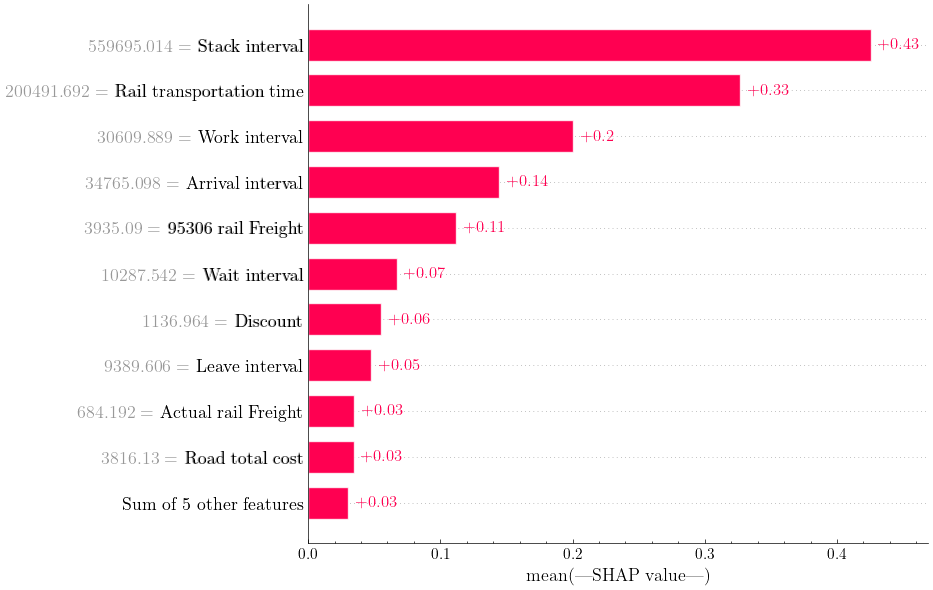 559695.014 = Stack interval +0.43
200491.692 = Rail transportation time +0.33
30609.889 = Work interval +0.2
34765.098 = Arrival interval +0.14
3935.09 = 95306 rail Freight +0.11
10287.542 = Wait interval +0.07
1136.964 = Discount +0.06
9389.606 = Leave interval +0.05
684.192 = Actual rail Freight +0.03
3816.13 = Road total cost +0.03
Sum of 5 other features +0.03
0.0 0.1 0.2 0.3 0.4
mean(—SHAP value—)